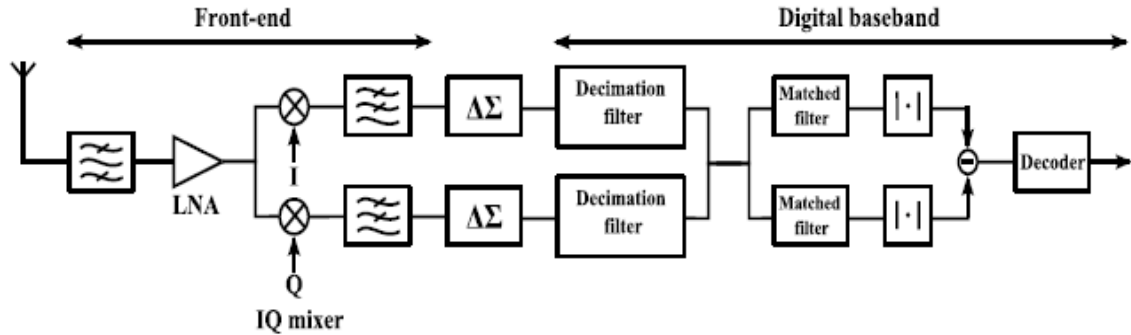 Front-end
Digital baseband
LNA
I
Q
IQ mixer
ΔΣ
ΔΣ
Decimation
filter
Decimation
filter
Matched
filter
Matched
filter
|·|
|·|
−
Decoder